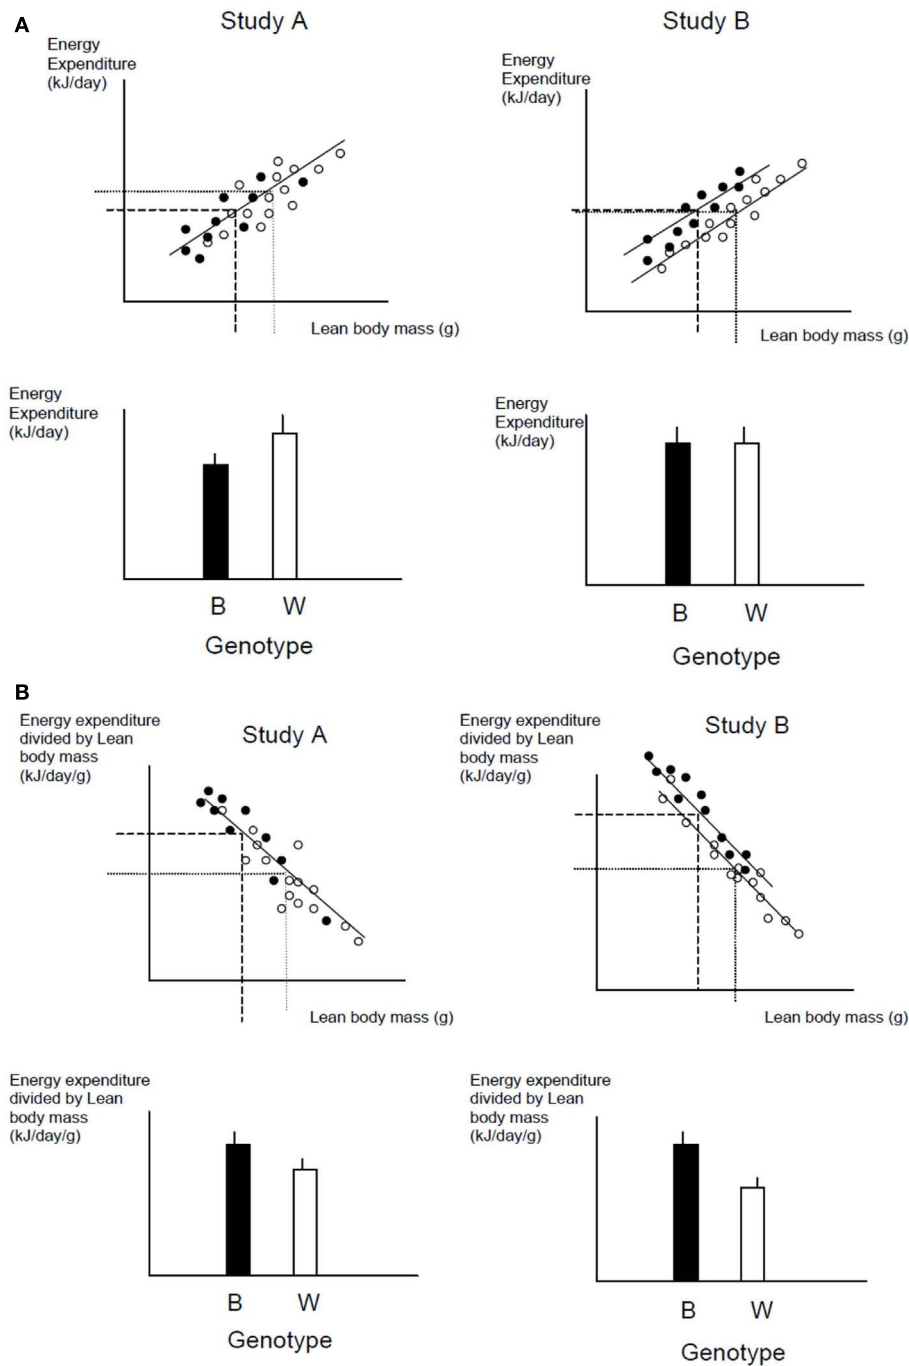 A
Study A
Energy
Expenditure
(kJ/day)
Lean body mass (g)
Study B
Energy
Expenditure
(kJ/day)
Lean body mass (g)
Energy
Expenditure
(kJ/day)
B W
Genotype
Energy
Expenditure
(kJ/day)
B W
Genotype
B
Energy expenditure
divided by Lean
body mass
(kJ/day/g)
Study A
Lean body mass (g)
Energy expenditure
divided by Lean
body mass
(kJ/day/g)
Study B
Lean body mass (g)
Energy expenditure
divided by Lean
body mass
(kJ/day/g)
B W
Genotype
Energy expenditure
divided by Lean
body mass
(kJ/day/g)
B W
Genotype